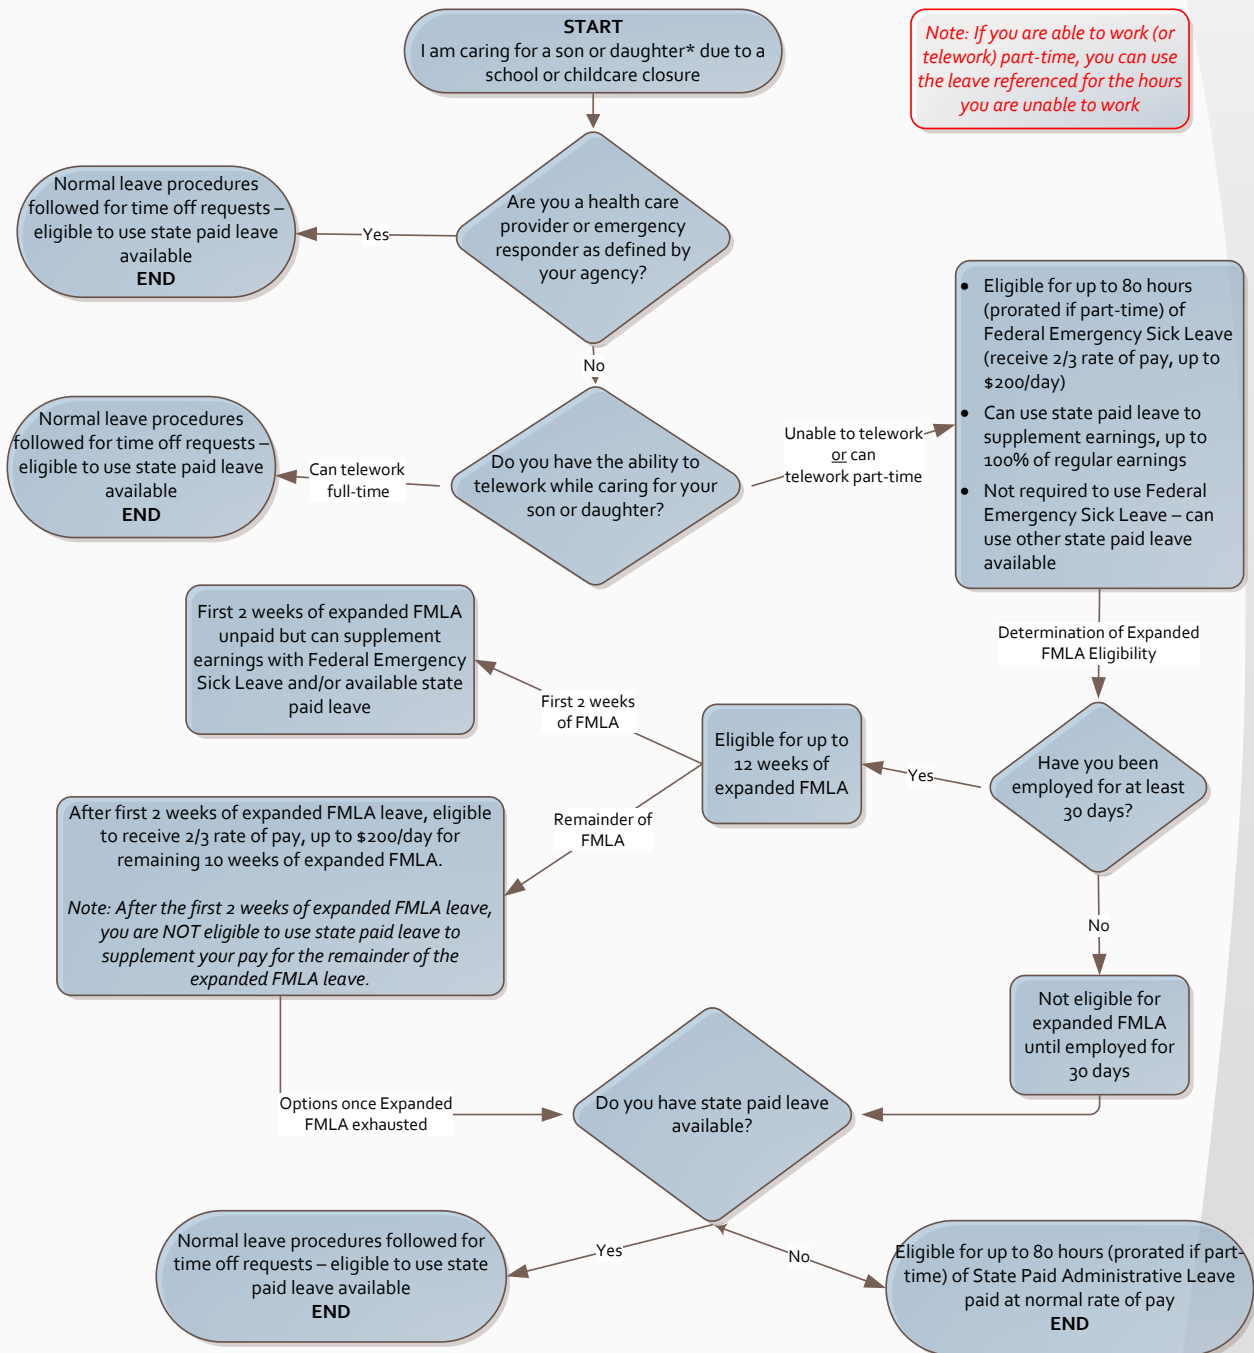 START
I am caring for a son or daughter* due to a
school or childcare closure
Note: If you are able to work (or
telework) part-time, you can use
the leave referenced for the hours
you are unable to work
Are you a health care
provider or emergency
responder as defined by
your agency?
Yes
Normal leave procedures
followed for time off requests –
eligible to use state paid leave
available
END
No
Do you have the ability to
telework while caring for your
son or daughter?
Can telework
full-time
Normal leave procedures
followed for time off requests –
eligible to use state paid leave
available
END
Unable to telework
or can
telework part-time
• Eligible for up to 80 hours
(prorated if part-time) of
Federal Emergency Sick Leave
(receive 2/3 rate of pay, up to
$200/day)
• Can use state paid leave to
supplement earnings, up to
100% of regular earnings
• Not required to use Federal
Emergency Sick Leave – can
use other state paid leave
available
Determination of Expanded
FMLA Eligibility
Have you been
employed for at least
30 days?
Yes
Eligible for up to
12 weeks of
expanded FMLA
First 2 weeks
of FMLA
First 2 weeks of expanded FMLA
unpaid but can supplement
earnings with Federal Emergency
Sick Leave and/or available state
paid leave
Remainder of
FMLA
After first 2 weeks of expanded FMLA leave, eligible
to receive 2/3 rate of pay, up to $200/day for
remaining 10 weeks of expanded FMLA.
Note: After the first 2 weeks of expanded FMLA leave,
you are NOT eligible to use state paid leave to
supplement your pay for the remainder of the
expanded FMLA leave.
No
Not eligible for
expanded FMLA
until employed for
30 days
Options once Expanded
FMLA exhausted
Do you have state paid leave
available?
Yes
Normal leave procedures followed for
time off requests – eligible to use state
paid leave available
END
No
Eligible for up to 80 hours (prorated if part-
time) of State Paid Administrative Leave
paid at normal rate of pay
END